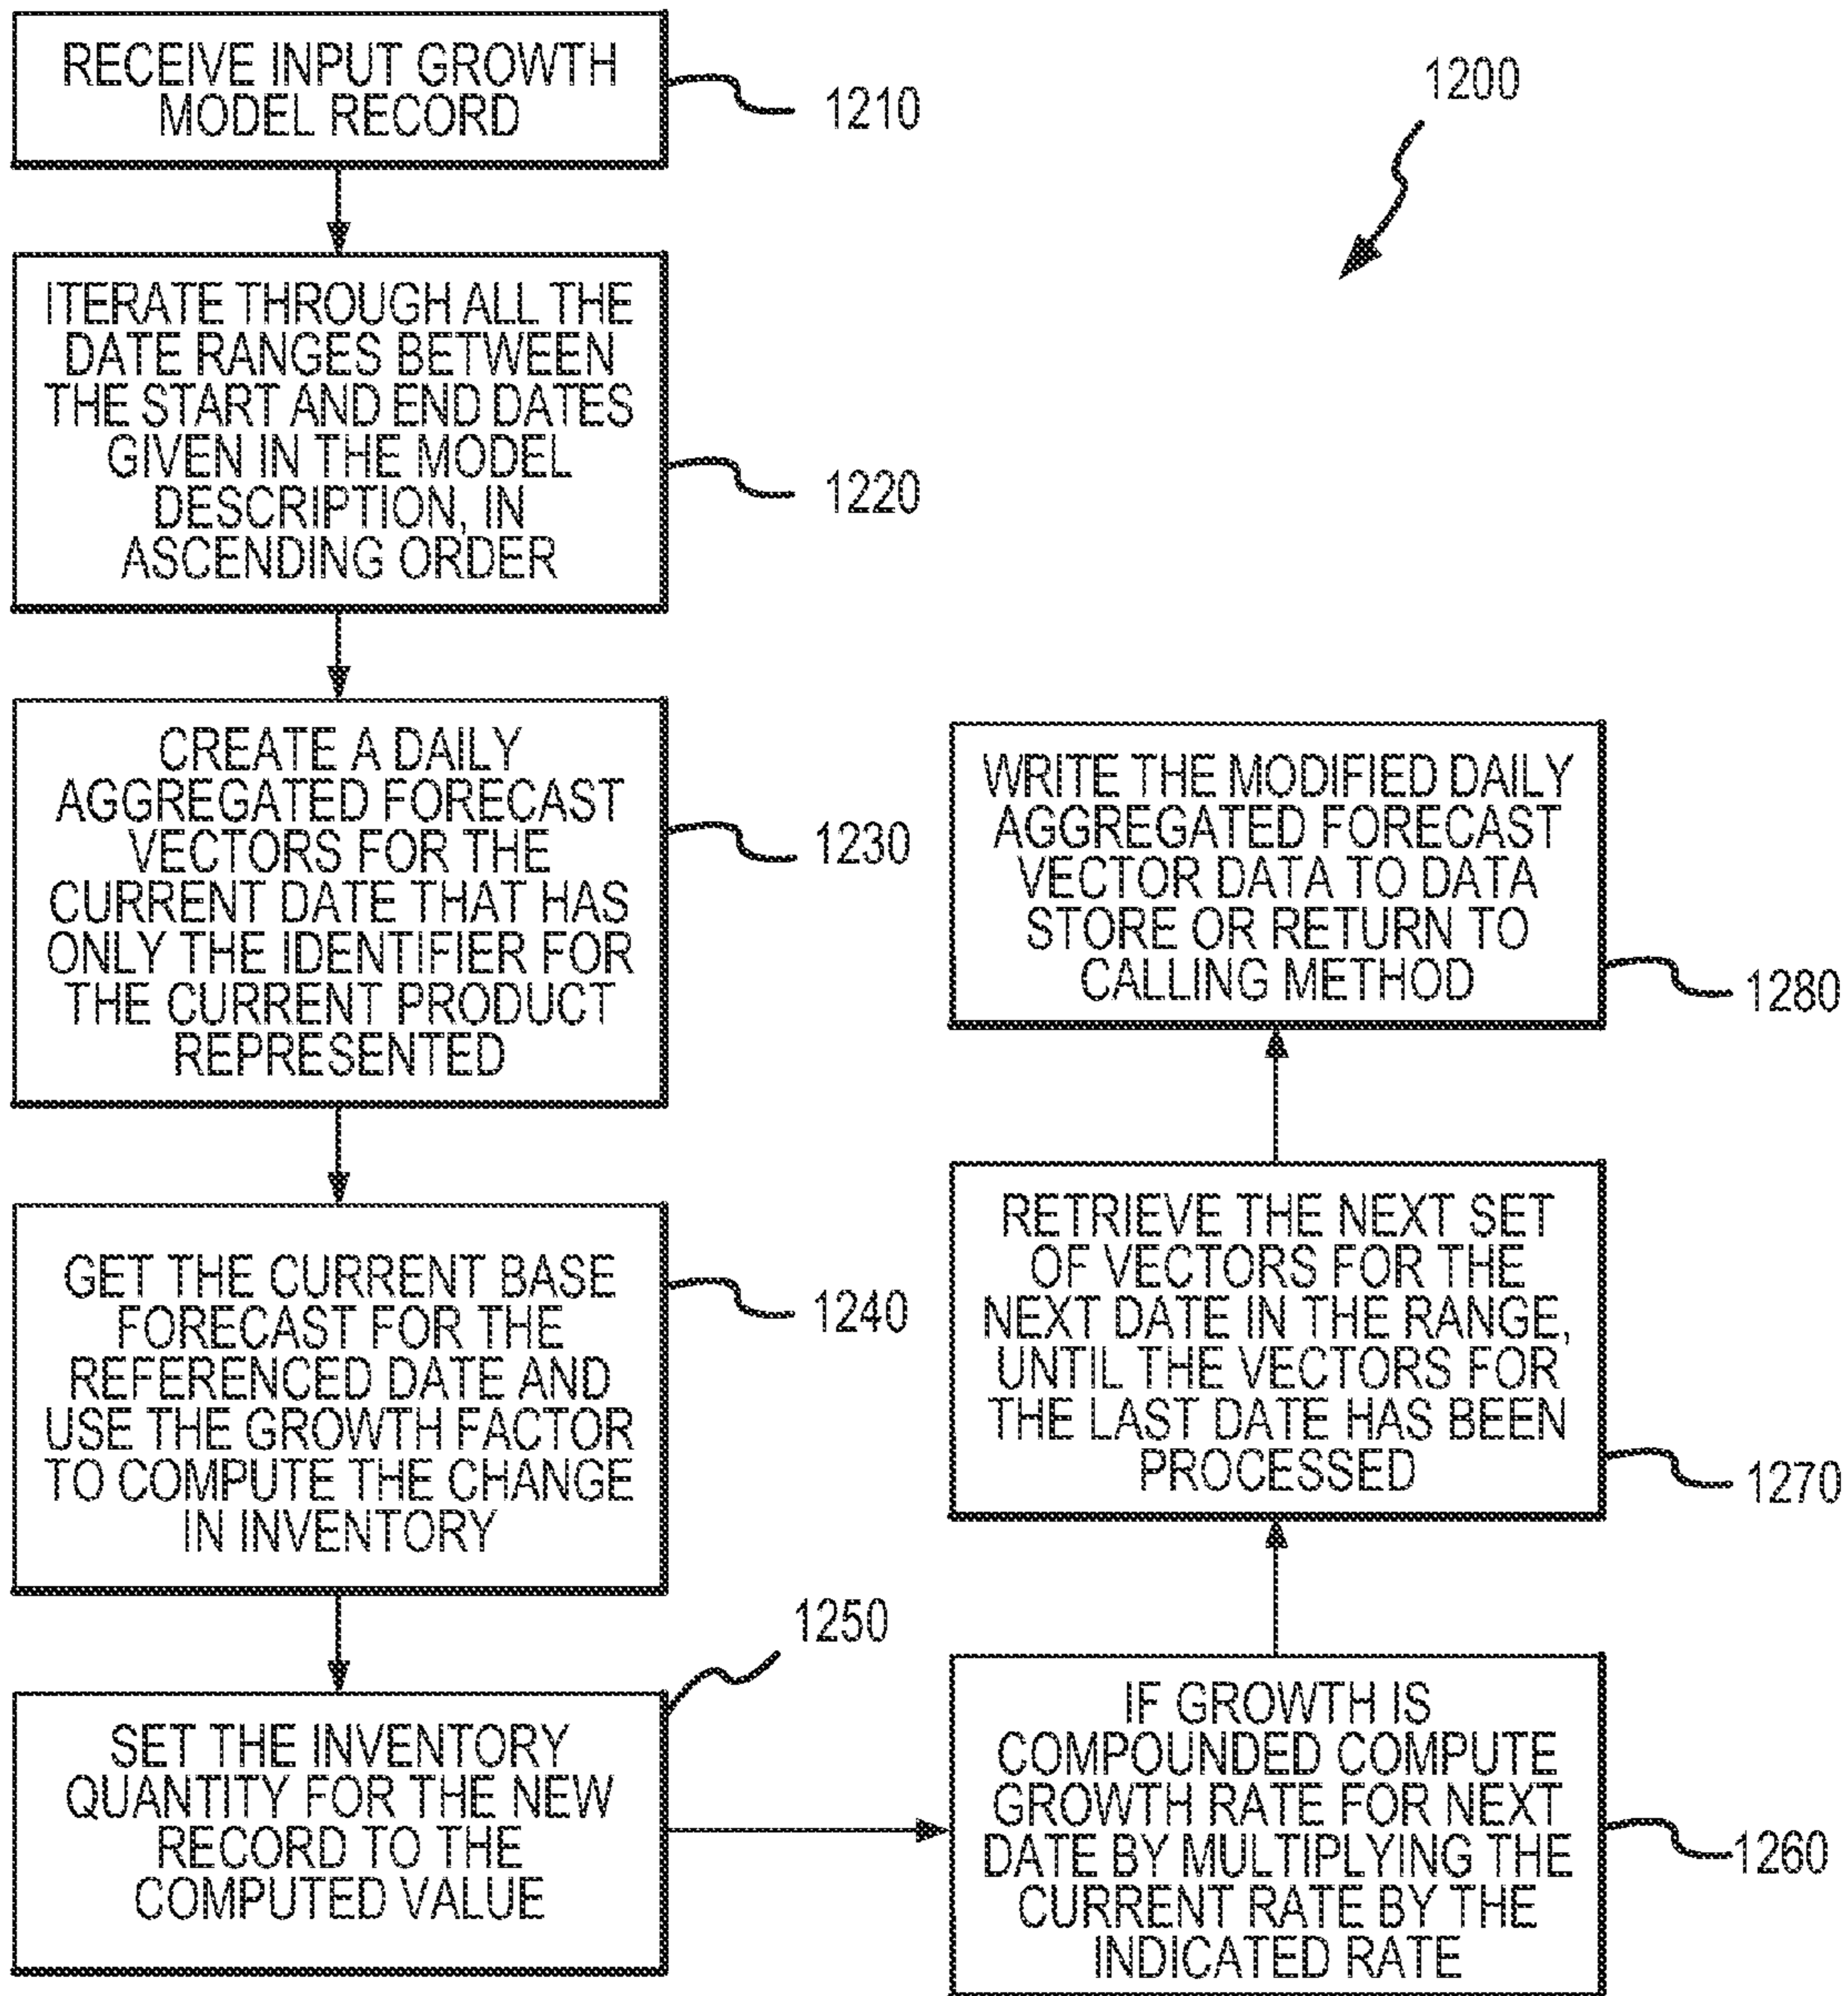 RECEIVE INPUT GROWTH
MODEL RECORD
1210
1200
ITERATE THROUGH ALL THE
DATE RANGES BETWEEN
THE START AND END DATES
GIVEN IN THE MODEL
DESCRIPTION, IN
ASCENDING ORDER
1220
CREATE A DAILY
AGGREGATED FORECAST
VECTORS FOR THE
CURRENT DATE THAT HAS
ONLY THE IDENTIFIER FOR
THE CURRENT PRODUCT
REPRESENTED
1230
GET THE CURRENT BASE
FORECAST FOR THE
REFERENCED DATE AND
USE THE GROWTH FACTOR
TO COMPUTE THE CHANGE
IN INVENTORY
1240
SET THE INVENTORY
QUANTITY FOR THE NEW
RECORD TO THE
COMPUTED VALUE
1250
IF GROWTH IS
COMPOUNDED COMPUTE
GROWTH RATE FOR NEXT
DATE BY MULTIPLYING THE
CURRENT RATE BY THE
INDICATED RATE
1260
RETRIEVE THE NEXT SET
OF VECTORS FOR THE
NEXT DATE IN THE RANGE,
UNTIL THE VECTORS FOR
THE LAST DATE HAS BEEN
PROCESSED
1270
WRITE THE MODIFIED DAILY
AGGREGATED FORECAST
VECTOR DATA TO DATA
STORE OR RETURN TO
CALLING METHOD
1280